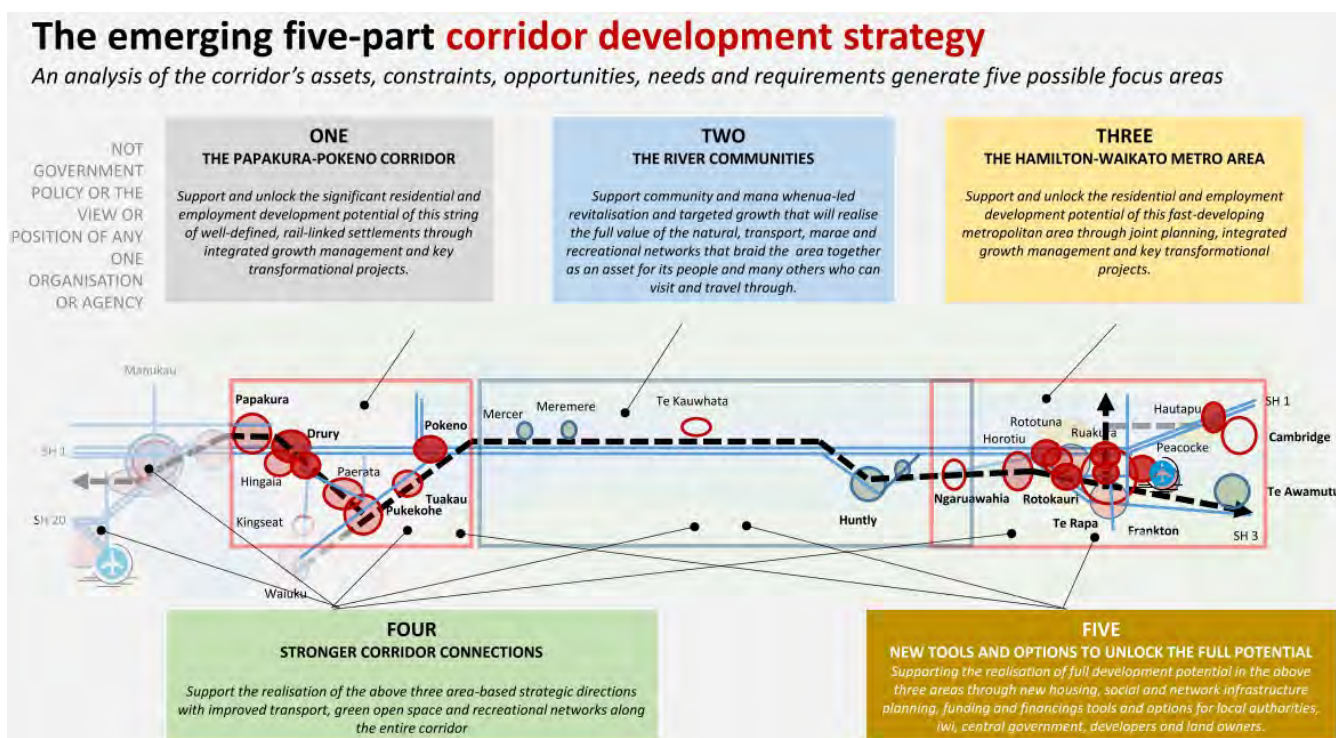 The emerging five-part corridor development strategy
An analysis of the corridor's assets, constraints, opportunities, needs and requirements generate five possible focus areas
NOT
GOVERNMENT
POLICY OR THE
VIEW OR
POSITION OF ANY
ONE
ORGANISATION
OR AGENCY
ONE
THE PAPAKURA-POKENO CORRIDOR
Support and unlock the significant residential and
employment development potential of this string
of well-defined, rail-linked settlements through
integrated growth management and key
transformational projects.
TWO
THE RIVER COMMUNITIES
Support community and mana whenua-led
revitalisation and targeted growth that will realise
the full value of the natural, transport, marae and
recreational networks that braid the area together
as an asset for its people and many others who can
visit and travel through.
THREE
THE HAMILTON-WAIKATO METRO AREA
Support and unlock the residential and employment
development potential of this fast-developing
metropolitan area through joint planning, integrated
growth management and key transformational
projects.
Manukau
SH 1
SH 20
Papakura
Drury
Hingaia
Paerata
Kingseat
Pukekohe
Tuakau
Pokeno
Waiuku
Mercer
Meremere
Te Kauwhata
Huntly
Ngaruawahia
Horotiu
Rototuna
Ruakura
Rotokauri
Te Rapa
Frankton
Peacocke
Hautapu
SH 1
Cambridge
Te Awamutu
SH 3
FOUR
STRONGER CORRIDOR CONNECTIONS
Support the realisation of the above three area-based strategic directions
with improved transport, green open space and recreational networks along
the entire corridor
FIVE
NEW TOOLS AND OPTIONS TO UNLOCK THE FULL POTENTIAL
Supporting the realisation of full development potential in the above
three areas through new housing, social and network infrastructure
planning, funding and financings tools and options for local authorities,
iwi, central government, developers and land owners.